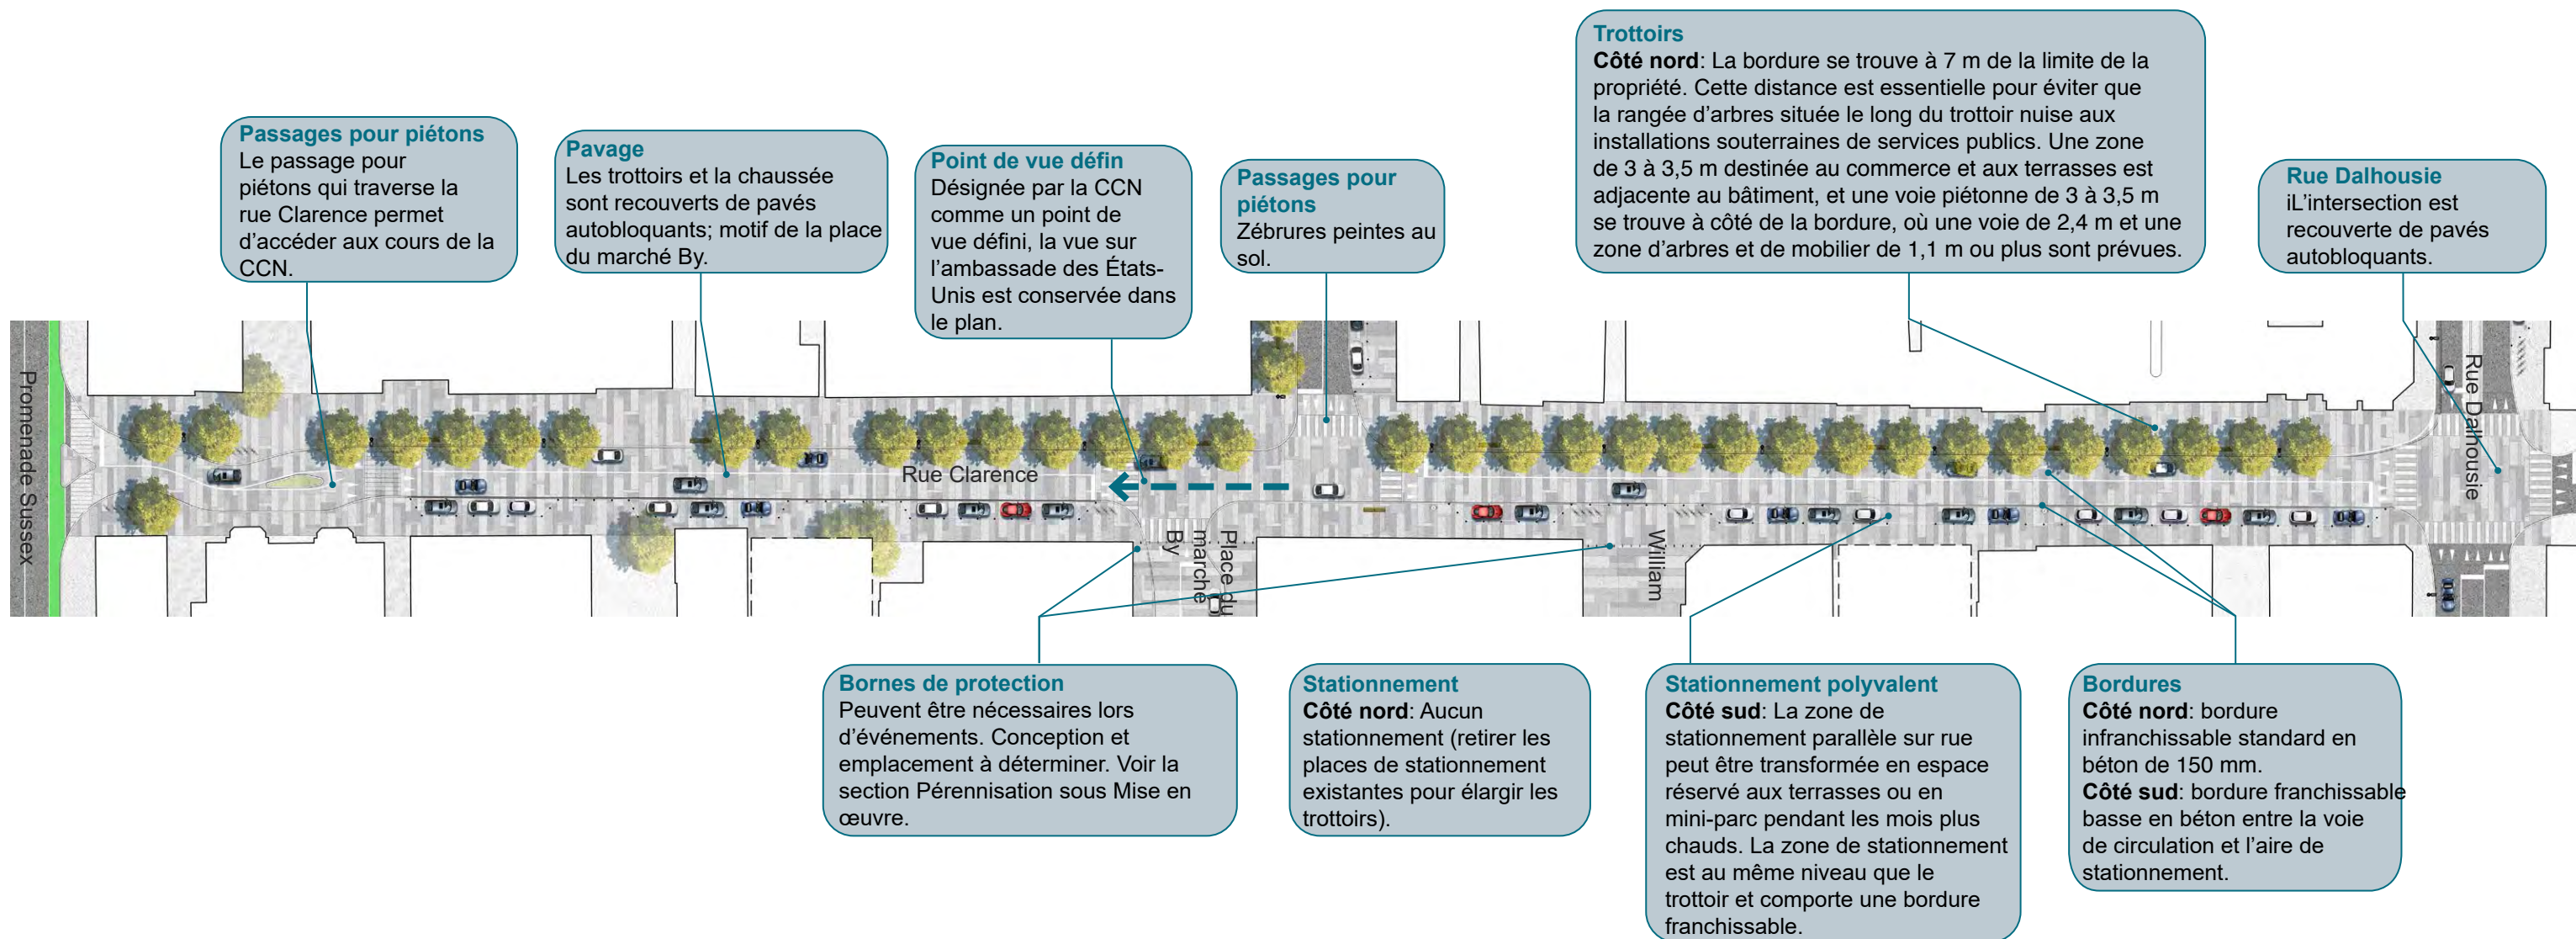 Passages pour piétons
Le passage pour
piétons qui traverse la
rue Clarence permet
d'accéder aux cours de la
CCN.
Pavage
Les trottoirs et la chaussée
sont recouverts de pavés
autobloquants; motif de la place
du marché By.
Point de vue défin
Désignée par la CCN
comme un point de
vue défini, la vue sur
l'ambassade des États-
Unis est conservée dans
le plan.
Passages pour
piétons
Zébrures peintes au
sol.
Trottoirs
Côté nord: La bordure se trouve à 7 m de la limite de la
propriété. Cette distance est essentielle pour éviter que
la rangée d'arbres située le long du trottoir nuise aux
installations souterraines de services publics. Une zone
de 3 à 3,5 m destinée au commerce et aux terrasses est
adjacente au bâtiment, et une voie piétonne de 3 à 3,5 m
se trouve à côté de la bordure, où une voie de 2,4 m et une
zone d'arbres et de mobilier de 1,1 m ou plus sont prévues.
Rue Dalhousie
iL'intersection est
recouverte de pavés
autobloquants.
Promenade Sussex
Rue Clarence
Place du
marché
By
William
Rue Dalhousie
Bornes de protection
Peuvent être nécessaires lors
d'événements. Conception et
emplacement à déterminer. Voir la
section Pérennisation sous Mise en
œuvre.
Stationnement
Côté nord: Aucun
stationnement (retirer les
places de stationnement
existantes pour élargir les
trottoirs).
Stationnement polyvalent
Côté sud: La zone de
stationnement parallèle sur rue
peut être transformée en espace
réservé aux terrasses ou en
mini-parc pendant les mois plus
chauds. La zone de stationnement
est au même niveau que le
trottoir et comporte une bordure
franchissable.
Bordures
Côté nord: bordure
infranchissable standard en
béton de 150 mm.
Côté sud: bordure franchissable
basse en béton entre la voie
de circulation et l'aire de
stationnement.